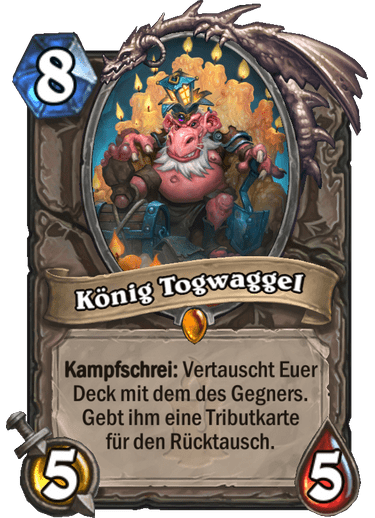 8
König Togwaggel
Kampfschrei: Vertauscht Euer
Deck mit dem des Gegners.
Gebt ihm eine Tributkarte
für den Rücktausch.
5
5